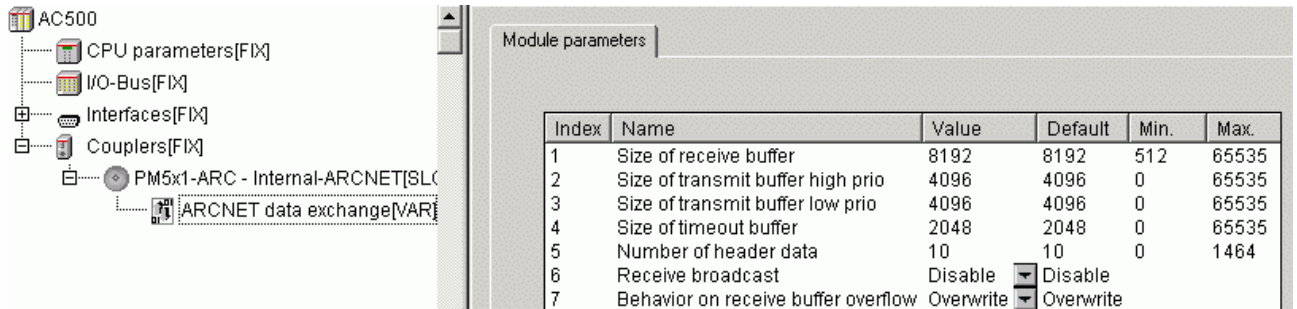 AC500
CPU parameters[FIX]
I/O-Bus[FIX]
Interfaces[FIX]
Couplers[FIX]
PM5x1-ARC - Internal-ARCNET[SL
ARCNET data exchange[VAR]
Module parameters
Index Name Value Default Min. Max.
1 Size of receive buffer 8192 8192 512 65535
2 Size of transmit buffer high prio 4096 4096 0 65535
3 Size of transmit buffer low prio 4096 4096 0 65535
4 Size of timeout buffer 2048 2048 0 65535
5 Number of header data 10 10 0 1464
6 Receive broadcast Disable Disable
7 Behavior on receive buffer overflow Overwrite Overwrite